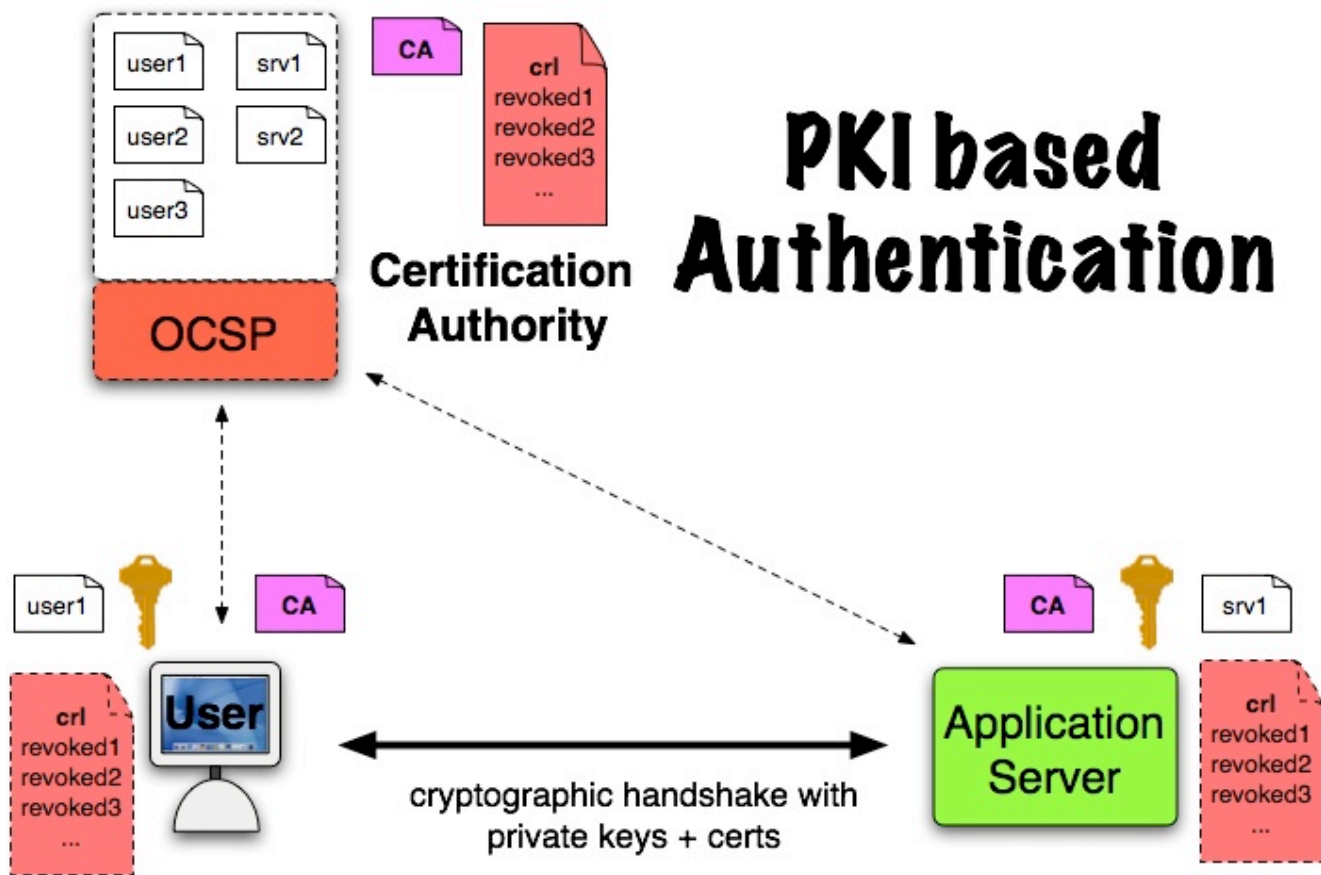 user1
srv1
user2
srv2
user3
OCSP
CA
crl
revoked1
revoked2
revoked3
...
Certification
Authority
PKI based
Authentication
user1
CA
crl
revoked1
revoked2
revoked3
...
User
cryptographic handshake with
private keys + certs
CA
srv1
Application
Server
crl
revoked1
revoked2
revoked3
...